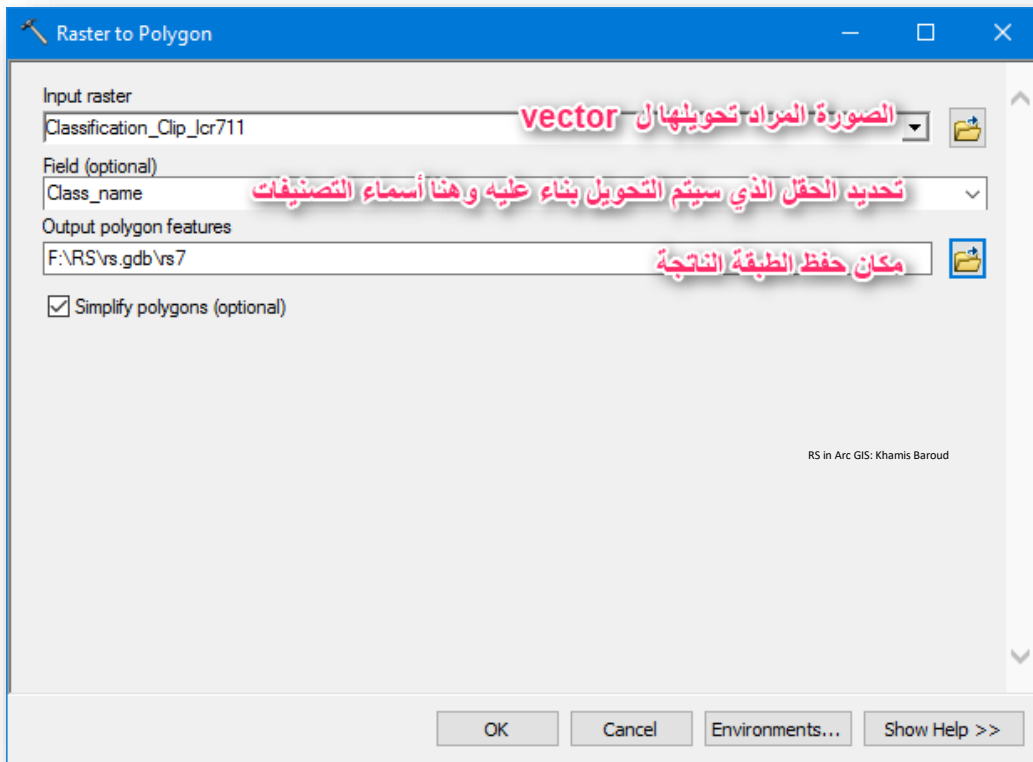 Raster to Polygon
Input raster
Classification_Clip_lcr711
الصورة المراد تحويلها ل vector
Field (optional)
Class_name
تحديد الحقل الذي سيتم التحويل بناء عليه وهنا أسماء التصنيفات
Output polygon features
F:\RS\rs.gdb\rs7
مكان حفظ الطبقة الناتجة
Simplify polygons (optional)
RS in Arc GIS: Khamis Baroud
OK Cancel Environments... Show Help >>